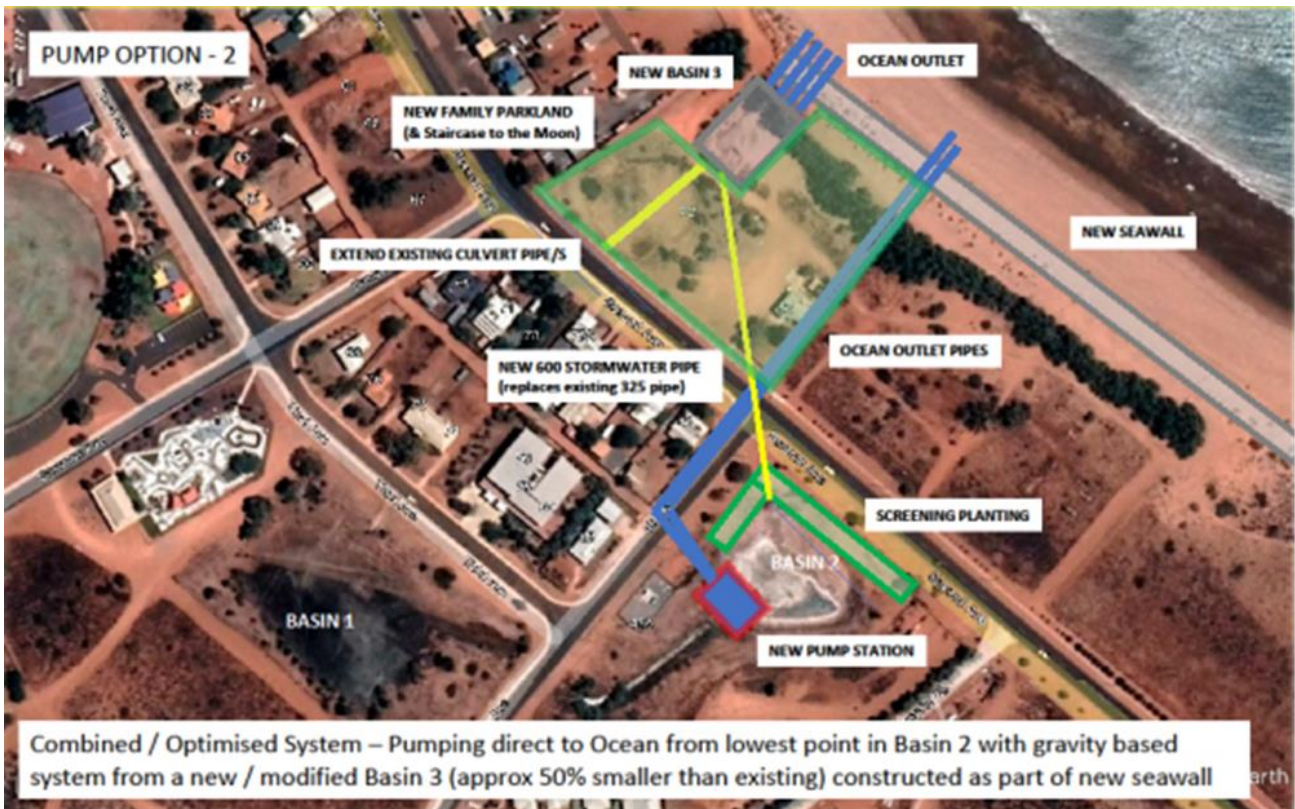 PUMP OPTION - 2
NEW BASIN 3
OCEAN OUTLET
NEW FAMILY PARKLAND
(& Staircase to the Moon)
NEW SEAWALL
EXTEND EXISTING CULVERT PIPE/S
OCEAN OUTLET PIPES
NEW 600 STORMWATER PIPE
(replaces existing 325 pipe)
SCREENING PLANTING
BASIN 2
BASIN 1
NEW PUMP STATION
Combined / Optimised System – Pumping direct to Ocean from lowest point in Basin 2 with gravity based
system from a new / modified Basin 3 (approx 50% smaller than existing) constructed as part of new seawall
arth